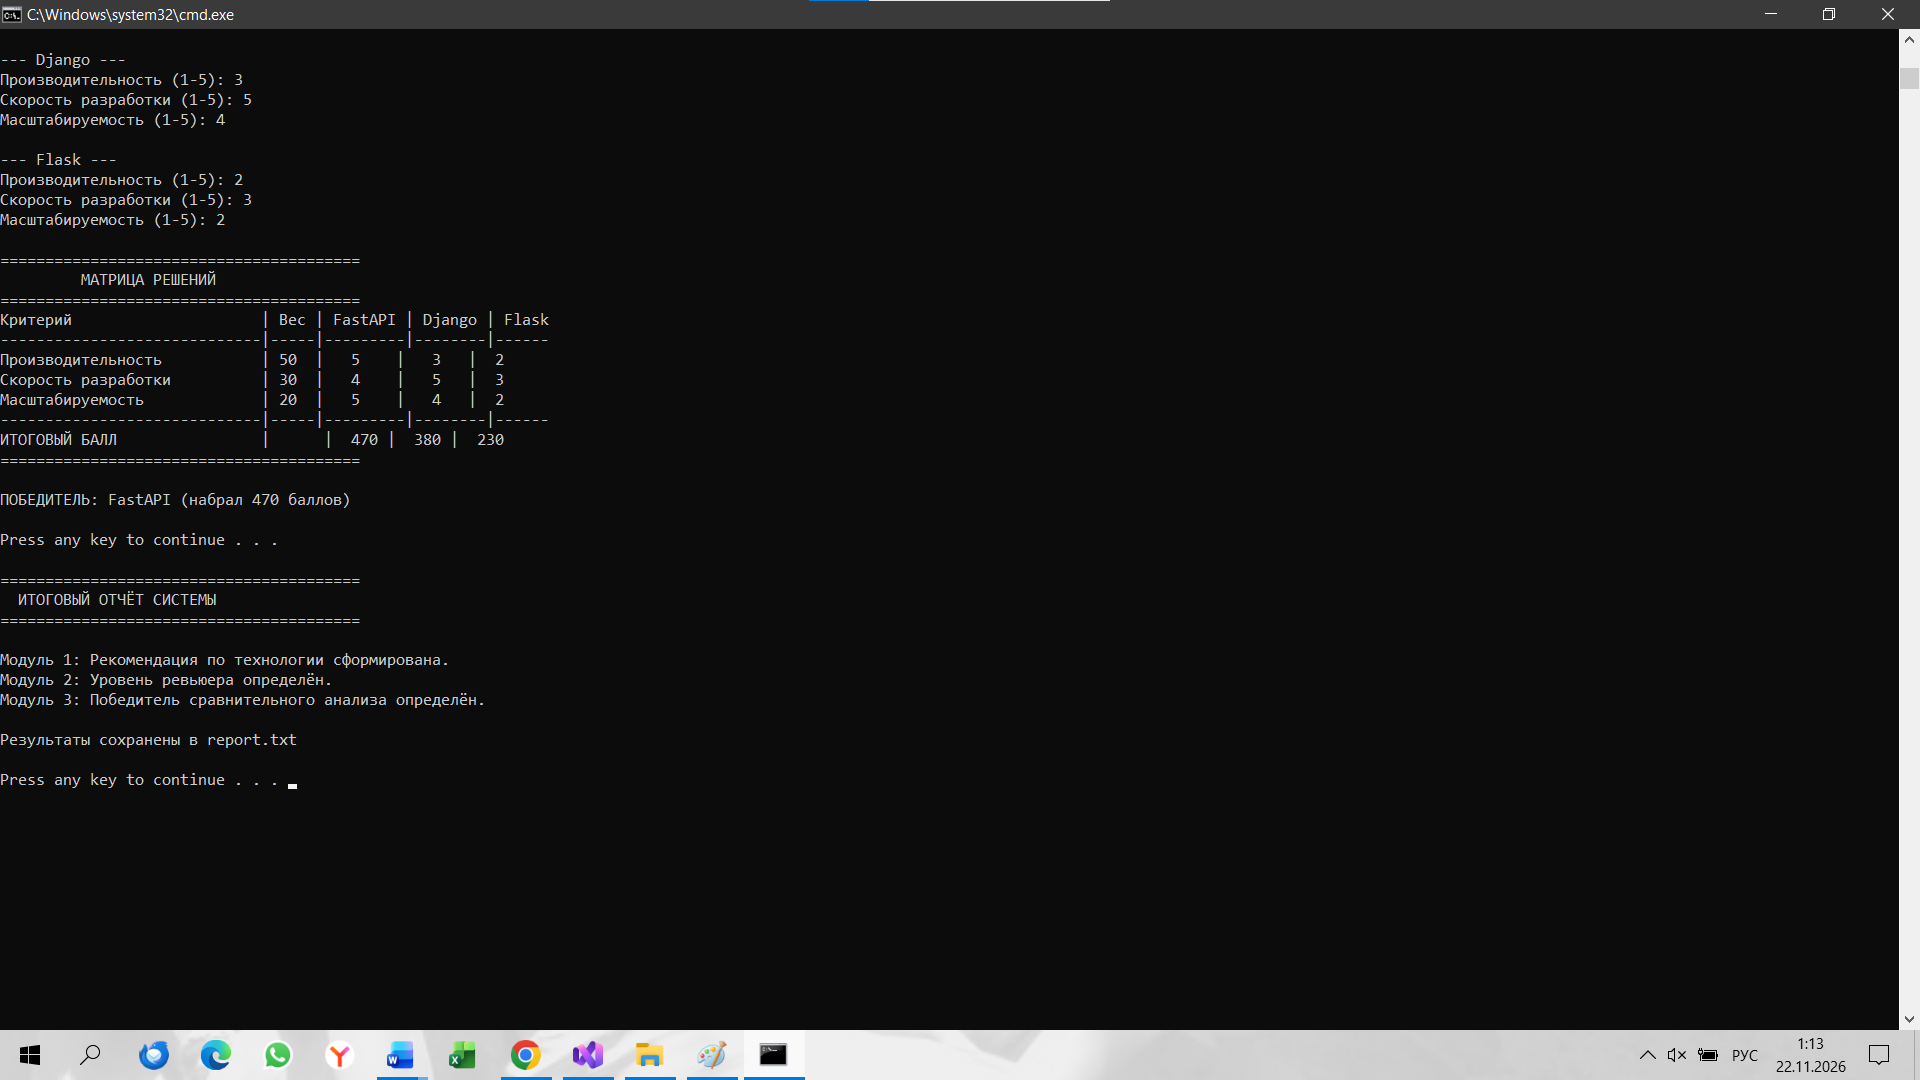 C:\Windows\system32\cmd.exe
--- Django ---
Производительность (1-5): 3
Скорость разработки (1-5): 5
Масштабируемость (1-5): 4
--- Flask ---
Производительность (1-5): 2
Скорость разработки (1-5): 3
Масштабируемость (1-5): 2
========================================
         МАТРИЦА РЕШЕНИЙ
========================================
Критерий                     | Вес | FastAPI | Django | Flask
-----------------------------|-----|---------|--------|------
Производительность           | 50  |   5    |   3   |  2
Скорость разработки          | 30  |   4    |   5   |  3
Масштабируемость             | 20  |   5    |   4   |  2
-----------------------------|-----|---------|--------|------
ИТОГОВЫЙ БАЛЛ                |      |  470 |  380 |  230
========================================
ПОБЕДИТЕЛЬ: FastAPI (набрал 470 баллов)
Press any key to continue . . .
========================================
  ИТОГОВЫЙ ОТЧЁТ СИСТЕМЫ
========================================
Модуль 1: Рекомендация по технологии сформирована.
Модуль 2: Уровень ревьюера определён.
Модуль 3: Победитель сравнительного анализа определён.
Результаты сохранены в report.txt
Press any key to continue . . .
РУС
1:13
22.11.2026